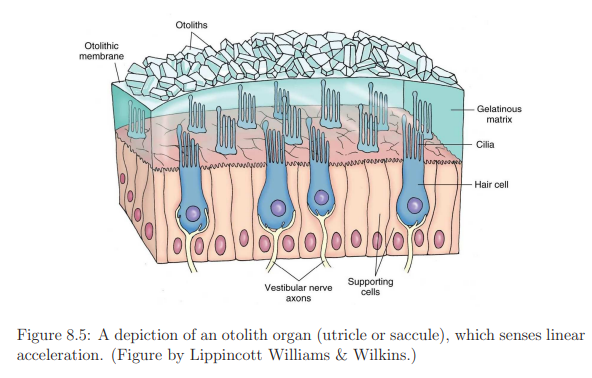 Otoliths
Otolithic
membrane
Gelatinous
matrix
Cilia
Hair cell
Vestibular nerve
axons
Supporting
cells
Figure 8.5: A depiction of an otolith organ (utricle or saccule), which senses linear
acceleration. (Figure by Lippincott Williams & Wilkins.)